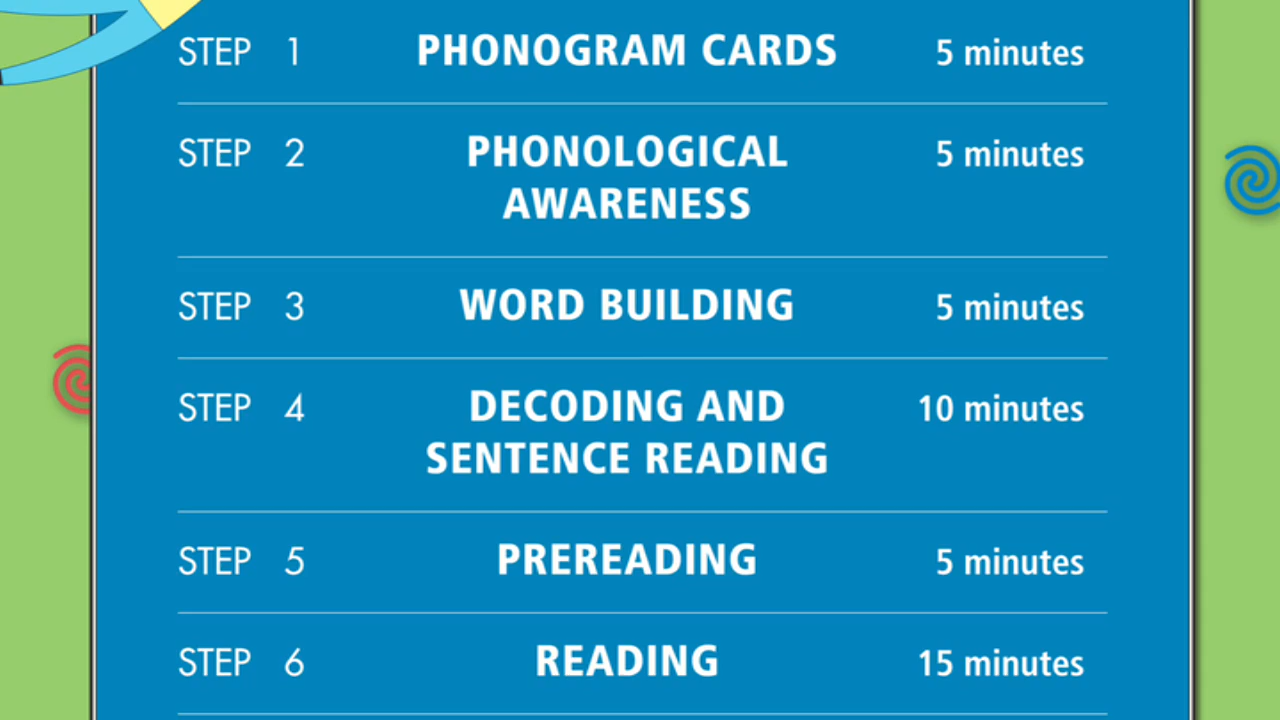 STEP 1 PHONOGRAM CARDS 5 minutes
STEP 2 PHONOLOGICAL 5 minutes
AWARENESS
STEP 3 WORD BUILDING 5 minutes
STEP 4 DECODING AND 10 minutes
SENTENCE READING
STEP 5 PREREADING 5 minutes
STEP 6 READING 15 minutes